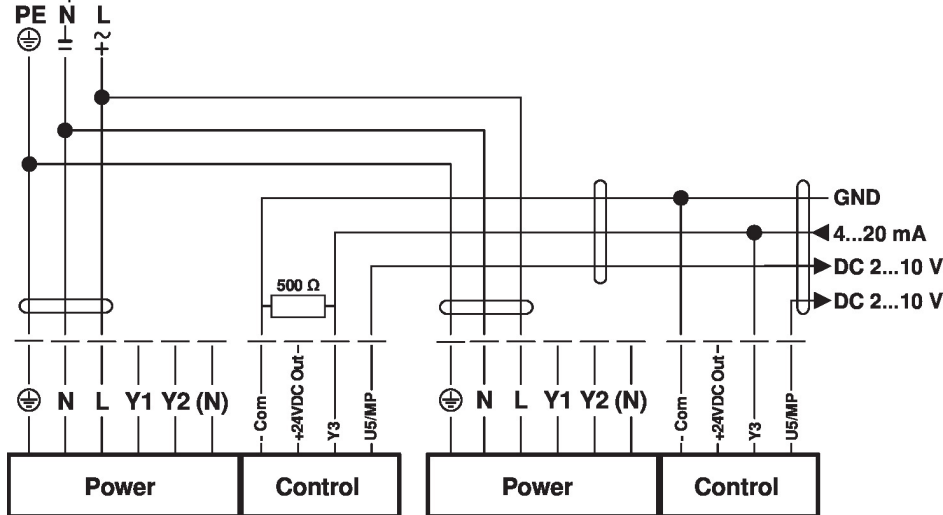 PE N L
~
+
GND
4...20 mA
DC 2...10 V
500 Ω
DC 2...10 V
N L Y1 Y2 (N) - Com +24VDC Out Y3 U5/MP N L Y1 Y2 (N) - Com +24VDC Out Y3 U5/MP
Power Control Power Control